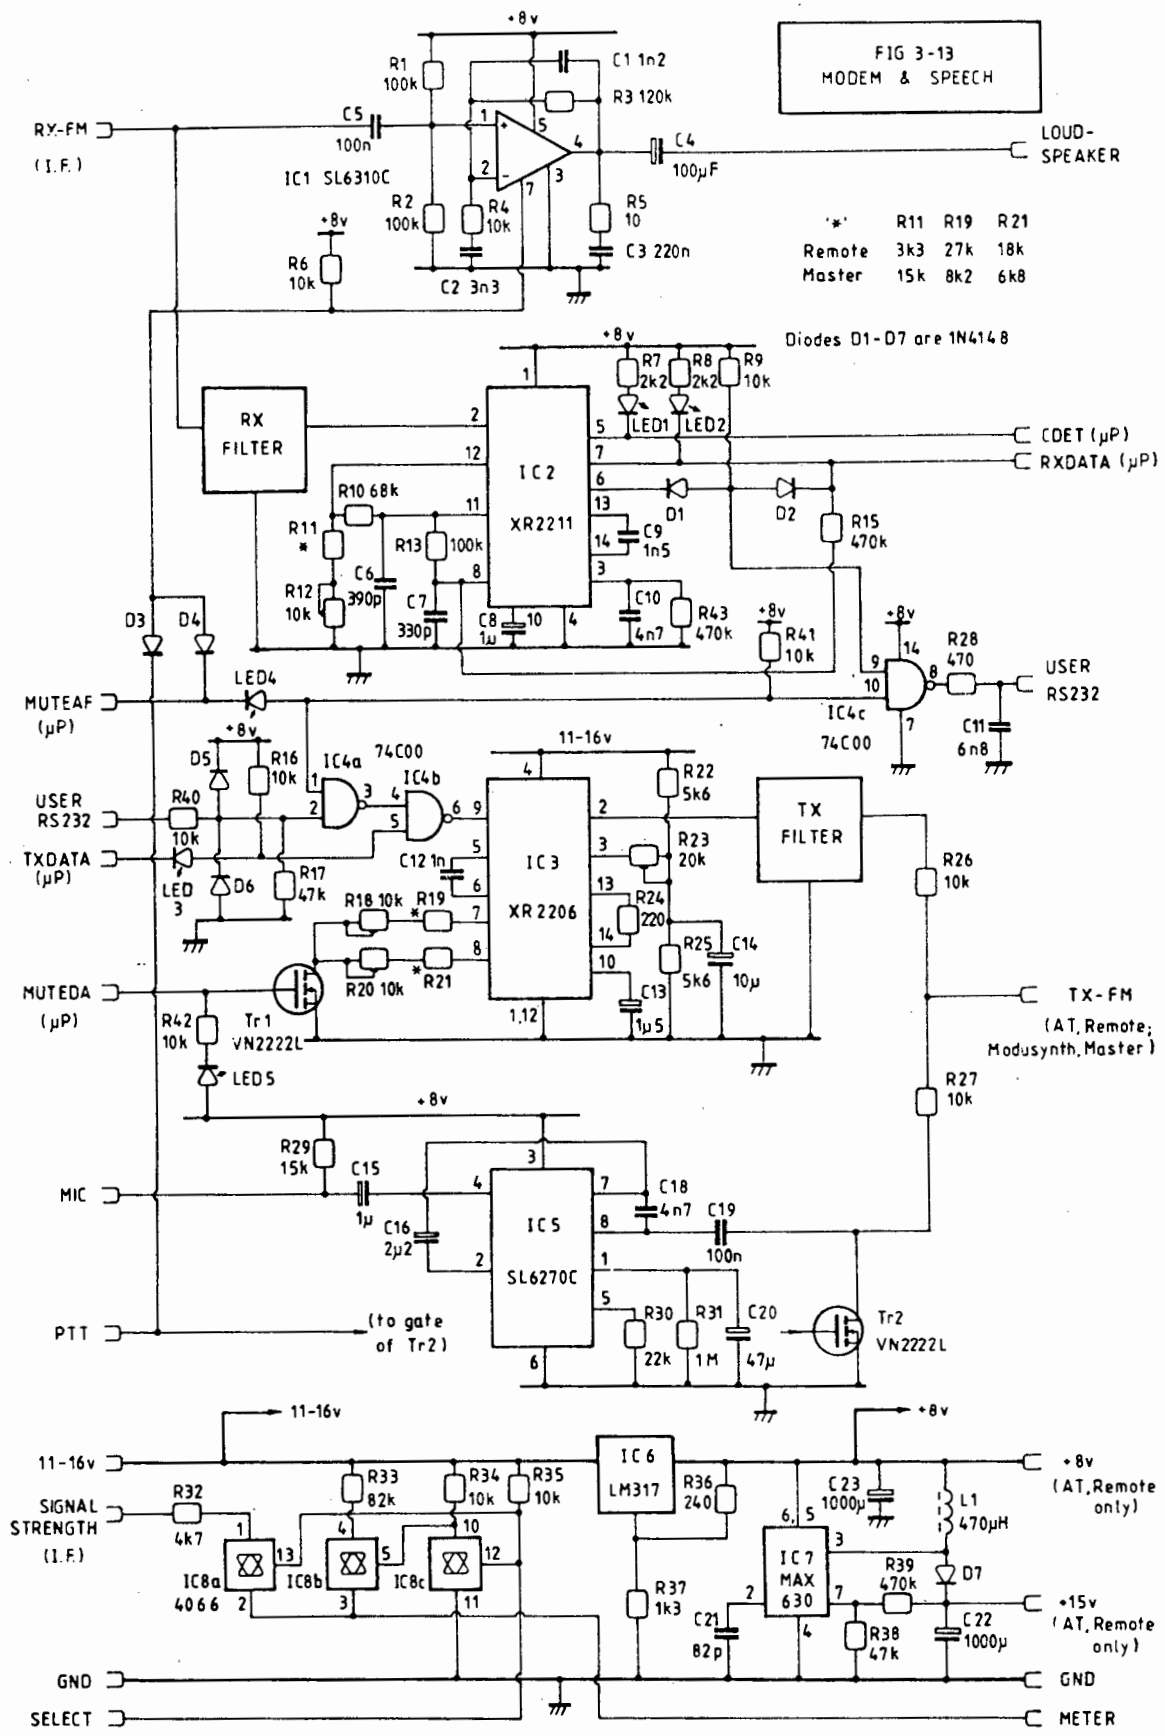 FIG 3-13
MODEM & SPEECH
+8v
R1
100k
C1 1n2
R3 120k
RX-FM
(I.F.)
C5
100n
1
+
5
4
2
-
7
3
IC1 SL6310C
C4
100µF
LOUD-
SPEAKER
R2
100k
R4
10k
R5
10
C3 220n
C2 3n3
+8v
R6
10k
'*' R11 R19 R21
Remote 3k3 27k 18k
Master 15k 8k2 6k8
Diodes D1-D7 are 1N4148
+8v
R7
2k2
R8
2k2
R9
10k
LED1
LED2
RX
FILTER
1
2
12
11
8
10
4
5
7
6
13
14
3
IC2
XR2211
CDET (µP)
RXDATA (µP)
R10 68k
R11
*
R12
10k
R13
100k
C6
390p
C7
330p
C8
1µ
D1
D2
C9
1n5
C10
4n7
R43
470k
R15
470k
+8v
R41
10k
+8v
14
9
10
8
7
IC4c
74C00
R28
470
C11
6n8
USER
RS232
D3
D4
LED4
MUTEAF
(µP)
+8v
D5
R16
10k
IC4a
74C00
IC4b
1
2
3
4
5
6
USER
RS232
R40
10k
TXDATA
(µP)
LED
3
D6
R17
47k
C12 1n
11-16v
4
9
5
6
7
8
1,12
2
3
13
14
10
IC3
XR2206
R22
5k6
R23
20k
R24
220
R25
5k6
C14
10µ
C13
1µ5
TX
FILTER
R26
10k
R18 10k
*R19
R20 10k
*R21
MUTEDA
(µP)
R42
10k
LED5
Tr1
VN2222L
TX-FM
(AT, Remote;
Modusynth, Master)
R27
10k
+8v
R29
15k
MIC
C15
1µ
C16
2µ2
3
4
2
6
7
8
1
5
IC5
SL6270C
C18
4n7
C19
100n
R30
22k
R31
1M
C20
47µ
Tr2
VN2222L
PTT
(to gate
of Tr2)
11-16v
+8v
11-16v
R33
82k
R34
10k
R35
10k
IC6
LM317
R36
240
C23
1000µ
L1
470µH
+8v
(AT, Remote
only)
SIGNAL
STRENGTH
(I.F.)
R32
4k7
1
13
2
IC8a
4066
4
5
3
IC8b
10
12
11
IC8c
R37
1k3
6, 5
3
2
7
4
IC7
MAX
630
R39
470k
D7
C21
82p
R38
47k
C22
1000µ
+15v
(AT, Remote
only)
GND
GND
SELECT
METER